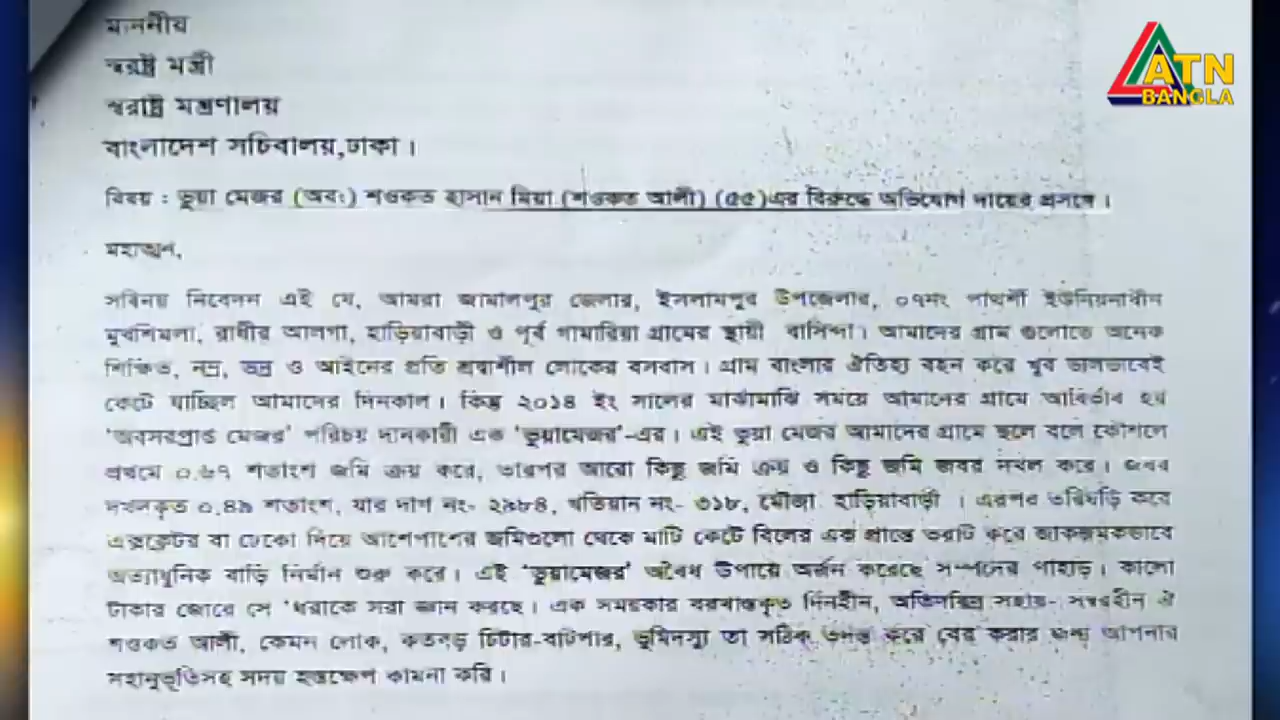 মাননীয়
স্বরাষ্ট্র মন্ত্রী
স্বরাষ্ট্র মন্ত্রণালয়
বাংলাদেশ সচিবালয়,ঢাকা।
ATN
BANGLA
বিষয় : ভুয়া মেজর (অবঃ) শওকত হাসান মিয়া (শওকত আলী) (৫৫)এর বিরুদ্ধে অভিযোগ দায়ের প্রসঙ্গে।
মহাত্মণ,
সবিনয় নিবেদন এই যে, আমরা জামালপুর জেলার, ইসলামপুর উপজেলার, ০৭নং পাথর্শী ইউনিয়নাধীন
মুখশিমলা, রাধীর আলগা, হাড়িয়াবাড়ী ও পূর্ব গামারিয়া গ্রামের স্থায়ী বাসিন্দা। আমাদের গ্রাম গুলোতে অনেক
শিক্ষিত, নম্র, ভদ্র ও আইনের প্রতি শ্রদ্ধাশীল লোকের বসবাস। গ্রাম বাংলার ঐতিহ্য বহন করে খুব ভালভাবেই
কেটে যাচ্ছিল আমাদের দিনকাল। কিন্তু ২০১৪ ইং সালের মাঝামাঝি সময়ে আমাদের গ্রামে আবির্ভাব হয়
‘অবসরপ্রাপ্ত মেজর’ পরিচয় দানকারী এক ‘ভুয়ামেজর’-এর। এই ভুয়া মেজর আমাদের গ্রামে ছলে বলে কৌশলে
প্রথমে ০.৬৭ শতাংশ জমি ক্রয় করে, তারপর আরো কিছু জমি ক্রয় ও কিছু জমি জবর দখল করে। জবর
দখলকৃত ০.৪৯ শতাংশ, যার দাগ নং- ২৯৮৪, খতিয়ান নং- ৩১৮, মৌজা হাড়িয়াবাড়ী । এরপর তরিঘড়ি করে
এক্সকেটর বা ভেকো দিয়ে আশেপাশের জমিগুলো থেকে মাটি কেটে বিলের এক প্রান্তে ভরাট করে জাকজমকভাবে
অত্যাধুনিক বাড়ি নির্মান শুরু করে। এই ‘ভুয়ামেজর’ অবৈধ উপায়ে অর্জন করেছে সম্পদের পাহাড়। কালো
টাকার জোরে সে ‘ধরাকে সরা জ্ঞান করছে। এক সময়কার বরখাস্তকৃত দিনহীন, অতিদরিদ্র সহায়- সম্বরহীন ঐ
শওকত আলী, কেমন লোক, কতবড় চিটার-বাটপার, ভূমিদস্যু তা সঠিক তদন্ত করে বের করার জন্য আপনার
সহানুভূতিসহ সদয় হস্তক্ষেপ কামনা করি।